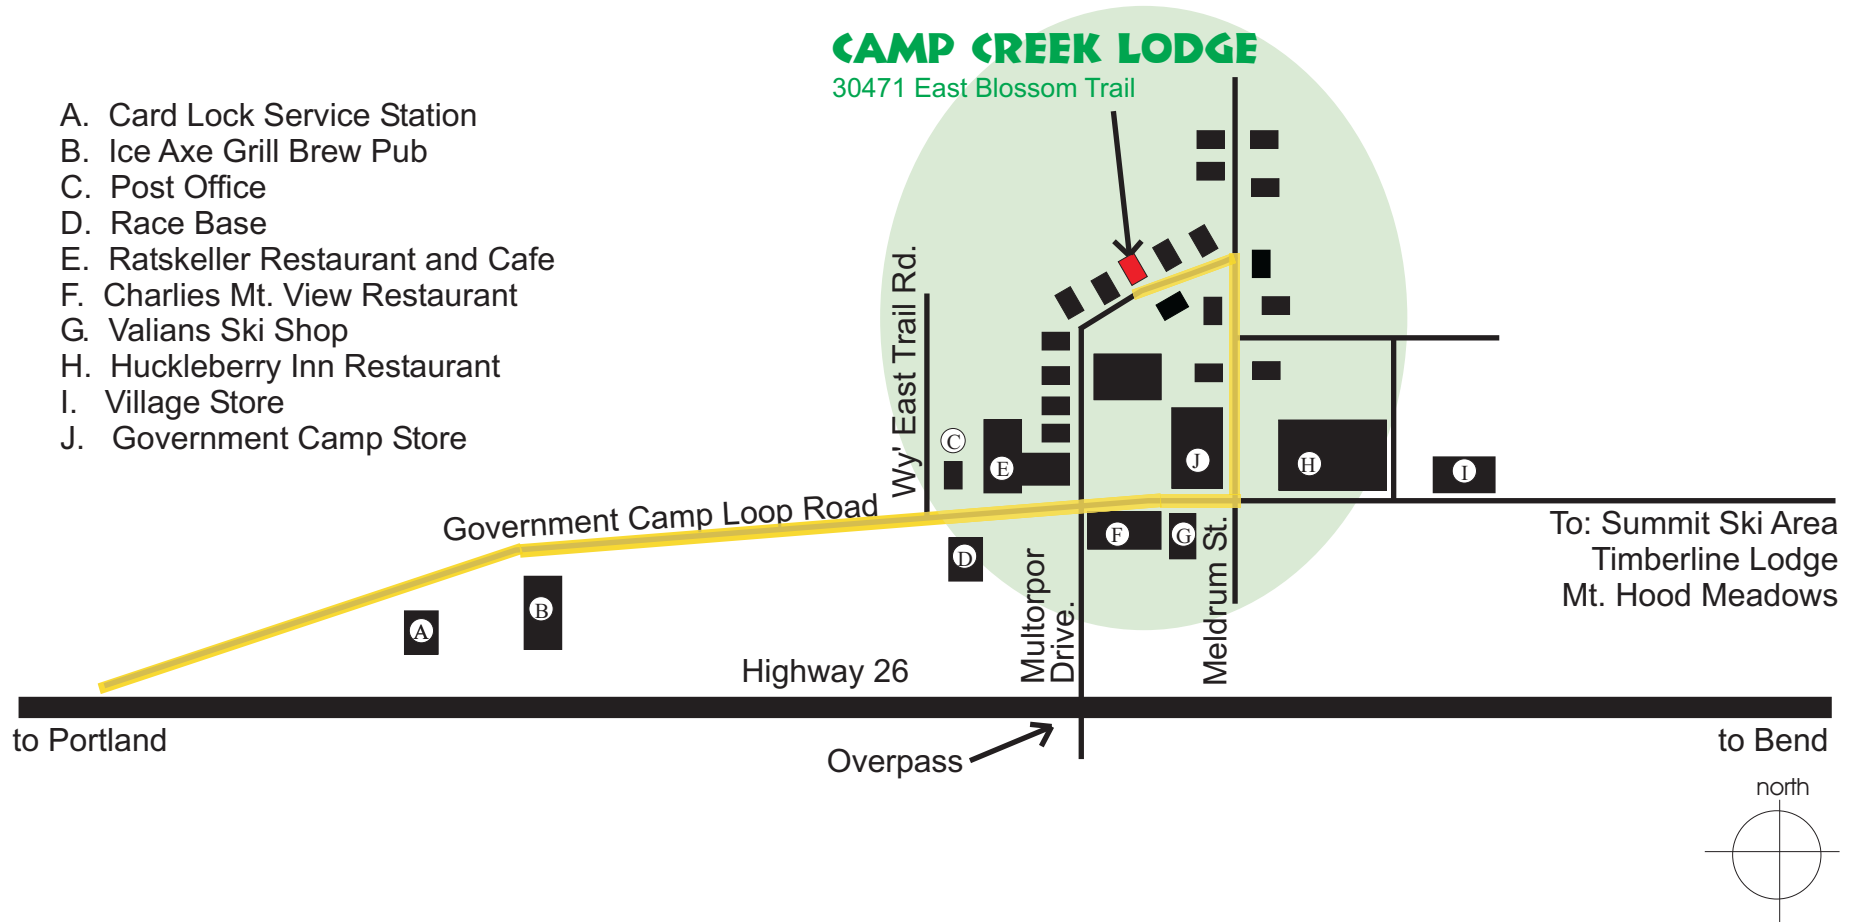 CAMP CREEK LODGE
30471 East Blossom Trail
A. Card Lock Service Station
B. Ice Axe Grill Brew Pub
C. Post Office
D. Race Base
E. Ratskeller Restaurant and Cafe
F. Charlies Mt. View Restaurant
G. Valians Ski Shop
H. Huckleberry Inn Restaurant
I. Village Store
J. Government Camp Store
Wy' East Trail Rd.
C
E
J
H
I
Government Camp Loop Road
To: Summit Ski Area
Timberline Lodge
Mt. Hood Meadows
F
G
D
B
A
Multorpor
Drive.
Meldrum St.
Highway 26
to Portland
to Bend
Overpass
north